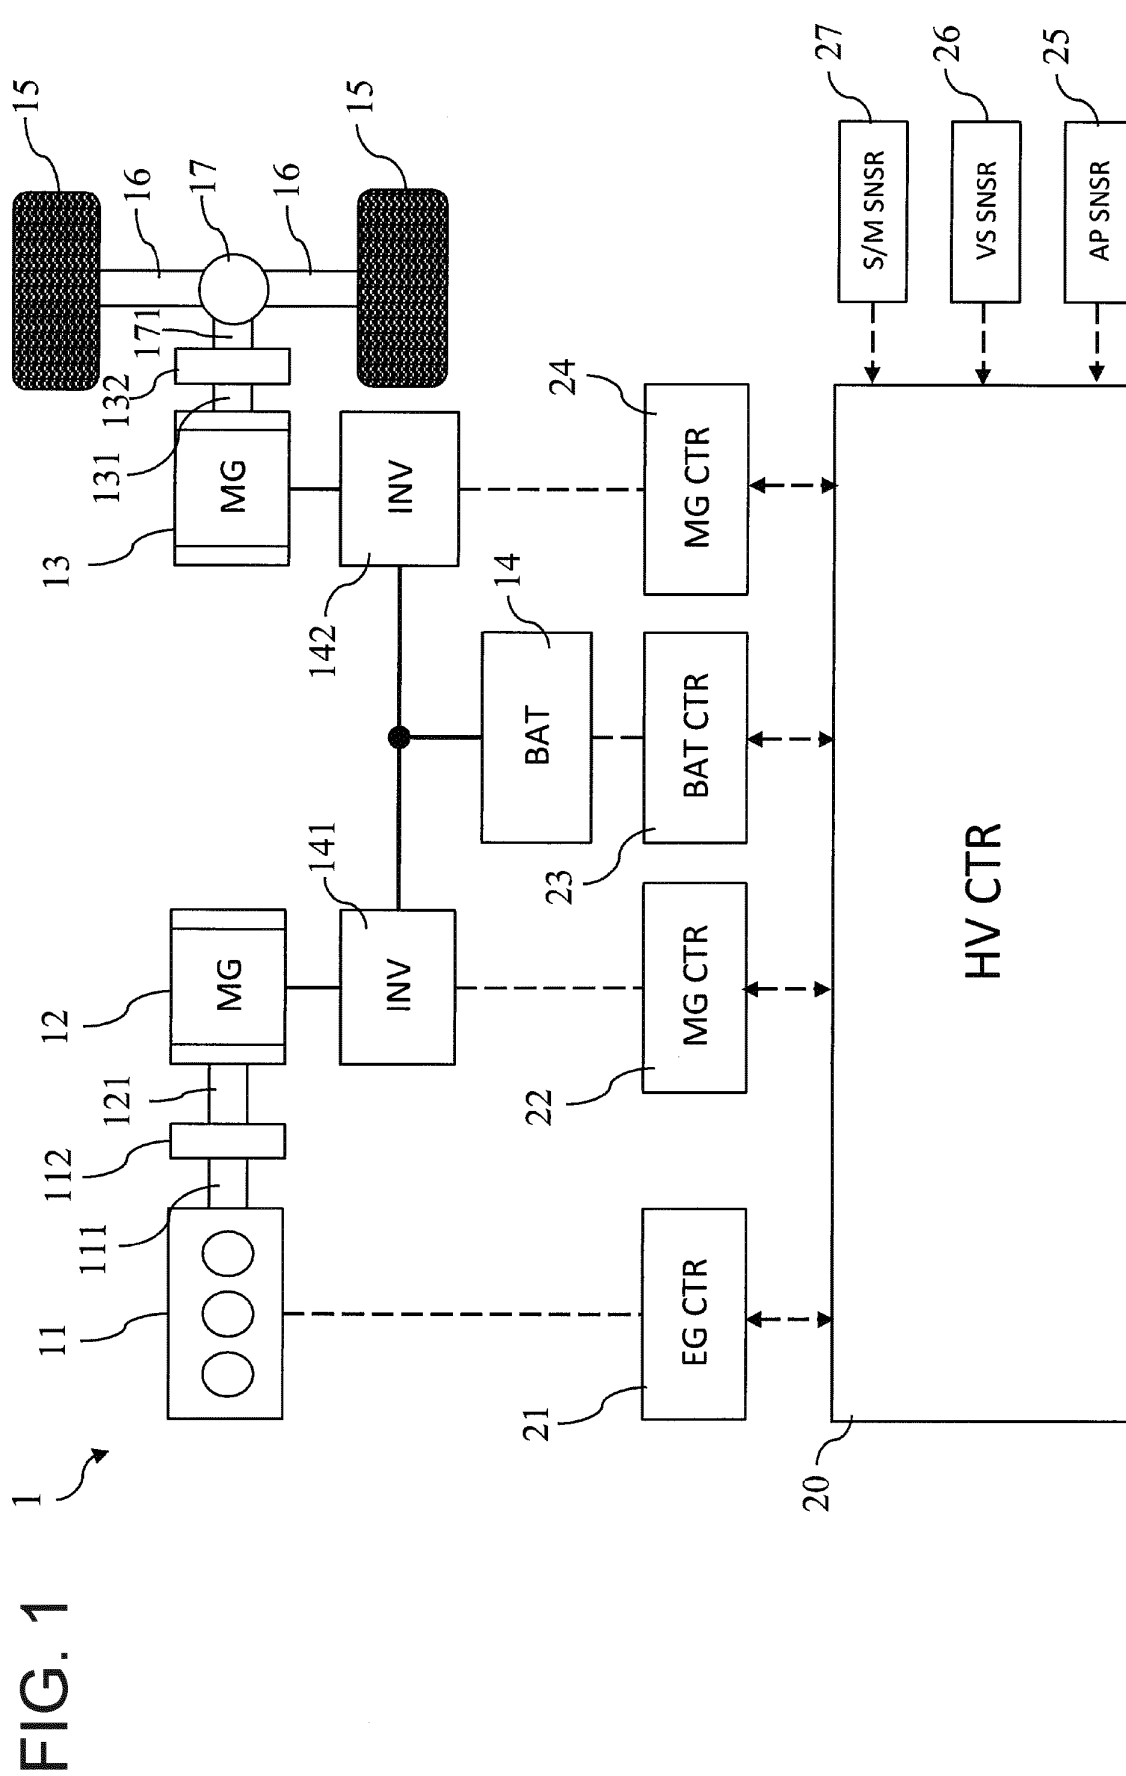 FIG. 1
1
11
111
112
121
12
13
131
132
171
15
16
17
16
15
MG
MG
141
INV
142
INV
14
BAT
21
EG CTR
22
MG CTR
23
BAT CTR
24
MG CTR
20
HV CTR
27
S/M SNSR
26
VS SNSR
25
AP SNSR